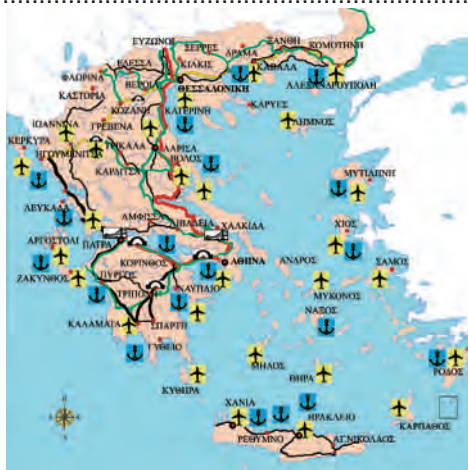 ΕΥΖΩΝΟΙ
ΣΕΡΡΕΣ
ΔΡΑΜΑ
ΞΑΝΘΗ
ΚΟΜΟΤΗΝΗ
ΕΔΕΣΣΑ
ΚΙΛΚΙΣ
ΚΑΒΑΛΑ
ΦΛΩΡΙΝΑ
ΘΕΣΣΑΛΟΝΙΚΗ
ΑΛΕΞΑΝΔΡΟΥΠΟΛΗ
ΚΑΣΤΟΡΙΑ
ΚΟΖΑΝΗ
ΚΑΤΕΡΙΝΗ
ΚΑΡΥΕΣ
ΓΡΕΒΕΝΑ
ΛΗΜΝΟΣ
ΙΩΑΝΝΙΝΑ
ΚΕΡΚΥΡΑ
ΤΡΙΚΑΛΑ
ΛΑΡΙΣΑ
ΗΓΟΥΜΕΝΙΤΣΑ
ΒΟΛΟΣ
ΚΑΡΔΙΤΣΑ
ΜΥΤΙΛΗΝΗ
ΛΕΥΚΑΔΑ
ΑΜΦΙΣΣΑ
ΛΙΒΑΔΕΙΑ
ΧΑΛΚΙΔΑ
ΧΙΟΣ
ΑΡΓΟΣΤΟΛΙ
ΠΑΤΡΑ
ΚΟΡΙΝΘΟΣ
ΑΘΗΝΑ
ΑΝΔΡΟΣ
ΣΑΜΟΣ
ΖΑΚΥΝΘΟΣ
ΠΥΡΓΟΣ
ΤΡΙΠΟΛΗ
ΝΑΥΠΛΙΟ
ΜΥΚΟΝΟΣ
ΝΑΞΟΣ
ΚΑΛΑΜΑΤΑ
ΣΠΑΡΤΗ
ΓΥΘΕΙΟ
ΜΗΛΟΣ
ΘΗΡΑ
ΡΟΔΟΣ
ΚΥΘΗΡΑ
ΧΑΝΙΑ
ΗΡΑΚΛΕΙΟ
ΚΑΡΠΑΘΟΣ
ΡΕΘΥΜΝΟ
ΑΓ.ΝΙΚΟΛΑΟΣ